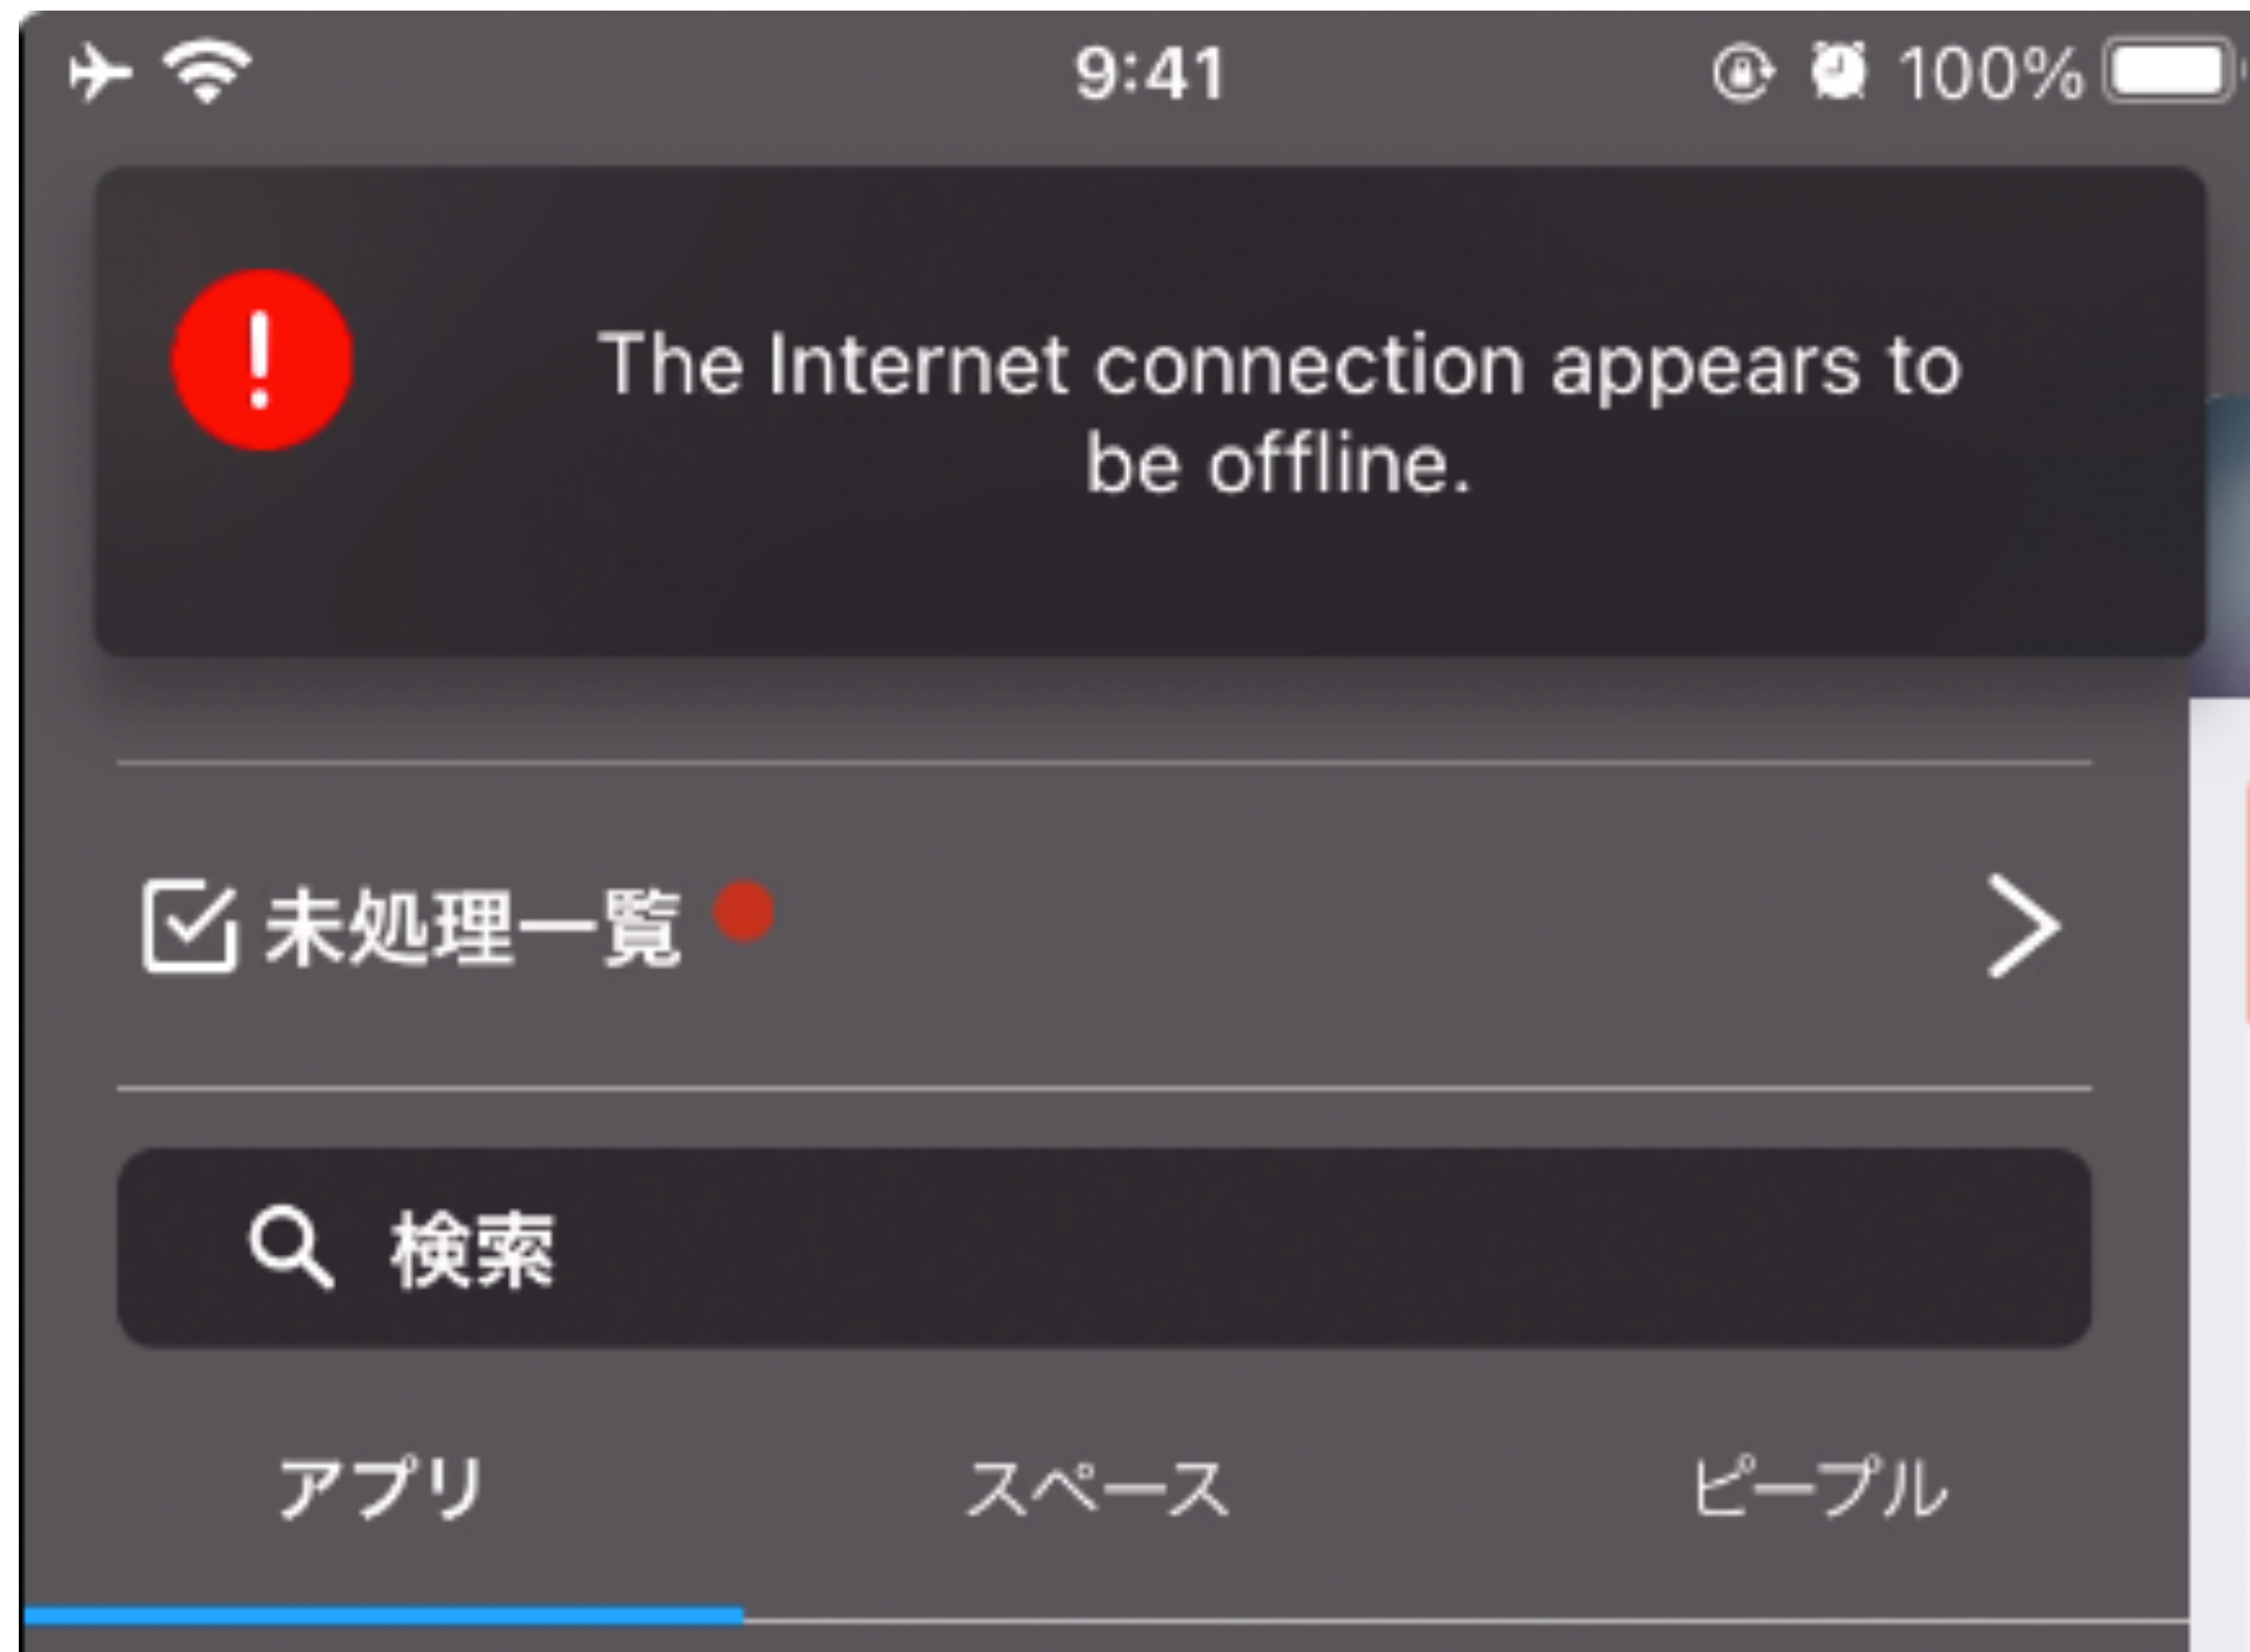 9:41
100%
The Internet connection appears to
be offline.
未処理一覧
検索
アプリ
スペース
ピープル